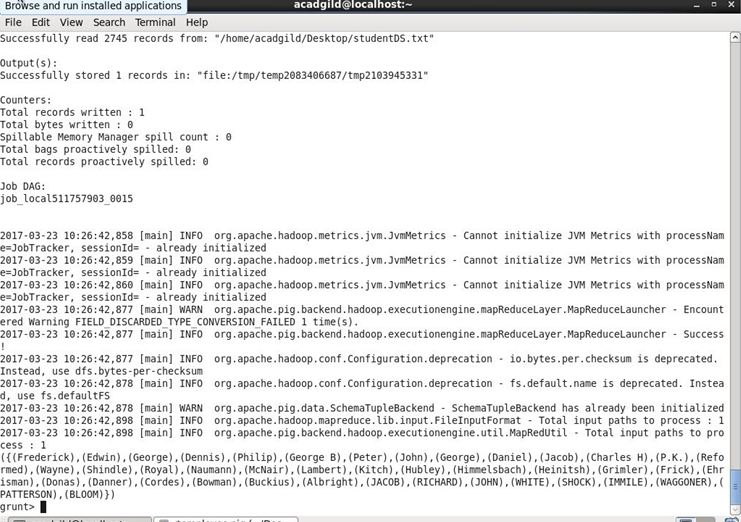 Browse and run installed applications
acadgild@localhost:~
File Edit View Search Terminal Help
Successfully read 2745 records from: "/home/acadgild/Desktop/studentDS.txt"
Output(s):
Successfully stored 1 records in: "file:/tmp/temp2083406687/tmp2103945331"
Counters:
Total records written : 1
Total bytes written : 0
Spillable Memory Manager spill count : 0
Total bags proactively spilled: 0
Total records proactively spilled: 0
Job DAG:
job_local511757903_0015
2017-03-23 10:26:42,858 [main] INFO  org.apache.hadoop.metrics.jvm.JvmMetrics - Cannot initialize JVM Metrics with processNam
e=JobTracker, sessionId= - already initialized
2017-03-23 10:26:42,859 [main] INFO  org.apache.hadoop.metrics.jvm.JvmMetrics - Cannot initialize JVM Metrics with processNam
e=JobTracker, sessionId= - already initialized
2017-03-23 10:26:42,860 [main] INFO  org.apache.hadoop.metrics.jvm.JvmMetrics - Cannot initialize JVM Metrics with processNam
e=JobTracker, sessionId= - already initialized
2017-03-23 10:26:42,877 [main] WARN  org.apache.pig.backend.hadoop.executionengine.mapReduceLayer.MapReduceLauncher - Encount
ered Warning FIELD_DISCARDED_TYPE_CONVERSION_FAILED 1 time(s).
2017-03-23 10:26:42,877 [main] INFO  org.apache.pig.backend.hadoop.executionengine.mapReduceLayer.MapReduceLauncher - Success
!
2017-03-23 10:26:42,877 [main] INFO  org.apache.hadoop.conf.Configuration.deprecation - io.bytes.per.checksum is deprecated.
Instead, use dfs.bytes-per-checksum
2017-03-23 10:26:42,878 [main] INFO  org.apache.hadoop.conf.Configuration.deprecation - fs.default.name is deprecated. Instea
d, use fs.defaultFS
2017-03-23 10:26:42,878 [main] WARN  org.apache.pig.data.SchemaTupleBackend - SchemaTupleBackend has already been initialized
2017-03-23 10:26:42,898 [main] INFO  org.apache.hadoop.mapreduce.lib.input.FileInputFormat - Total input paths to process : 1
2017-03-23 10:26:42,898 [main] INFO  org.apache.pig.backend.hadoop.executionengine.util.MapRedUtil - Total input paths to pro
cess : 1
({(Frederick),(Edwin),(George),(Dennis),(Philip),(George B),(Peter),(John),(George),(Daniel),(Jacob),(Charles H),(P.K.),(Refo
rmed),(Wayne),(Shindle),(Royal),(Naumann),(McNair),(Lambert),(Kitch),(Hubley),(Himmelsbach),(Heinitsh),(Grimler),(Frick),(Ehr
isman),(Donas),(Danner),(Cordes),(Bowman),(Buckius),(Albright),(JACOB),(RICHARD),(JOHN),(WHITE),(SHOCK),(IMMILE),(WAGGONER),(
PATTERSON),(BLOOM)})
grunt>